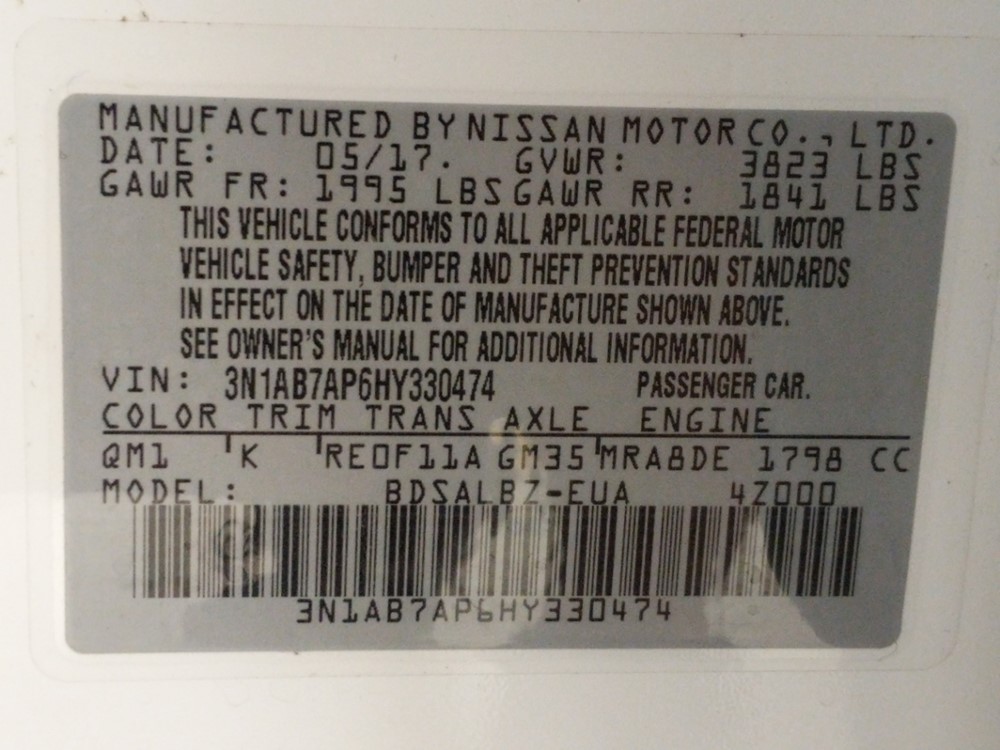 MANUFACTURED BY NISSAN MOTOR CO., LTD.
DATE: 05/17. GVWR: 3823 LBS
GAWR FR: 1995 LBS GAWR RR: 1841 LBS
THIS VEHICLE CONFORMS TO ALL APPLICABLE FEDERAL MOTOR
VEHICLE SAFETY, BUMPER AND THEFT PREVENTION STANDARDS
IN EFFECT ON THE DATE OF MANUFACTURE SHOWN ABOVE.
SEE OWNER'S MANUAL FOR ADDITIONAL INFORMATION.
VIN: 3N1AB7AP6HY330474 PASSENGER CAR.
COLOR TRIM TRANS AXLE ENGINE
QM1 K RE0F11A GM35 MRA8DE 1798 CC
MODEL: BDSALBZ-EUA 4Z000
3N1AB7AP6HY330474